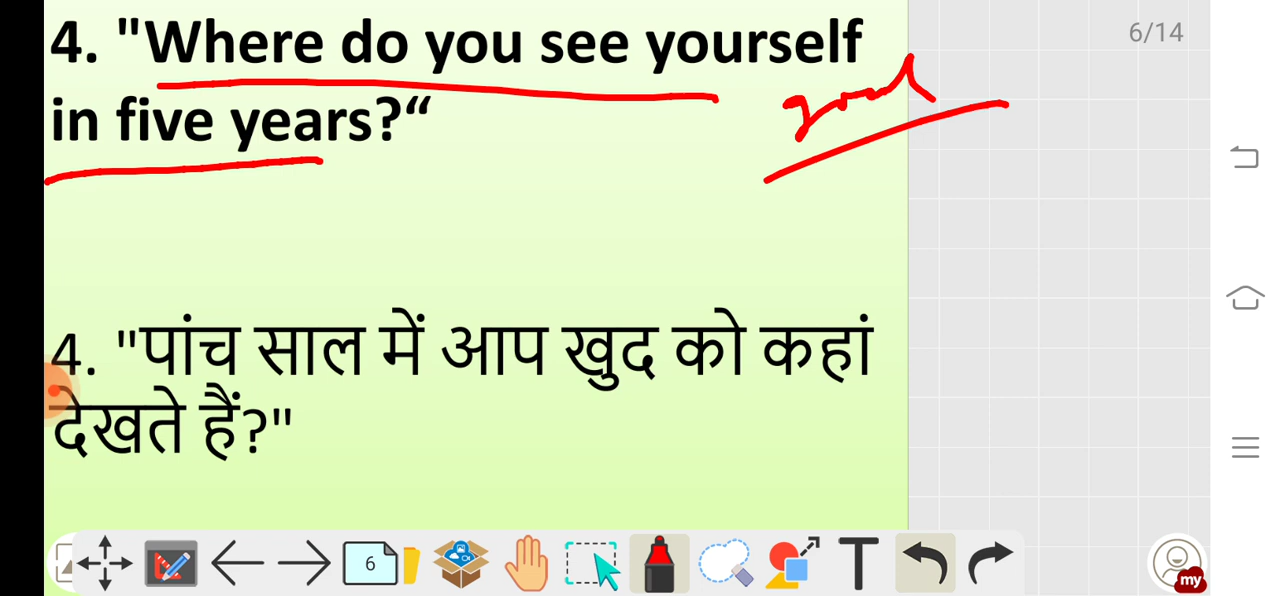 4. "Where do you see yourself
in five years?“
6/14
4. "पांच साल में आप खुद को कहां
देखते हैं?"
6
T
my